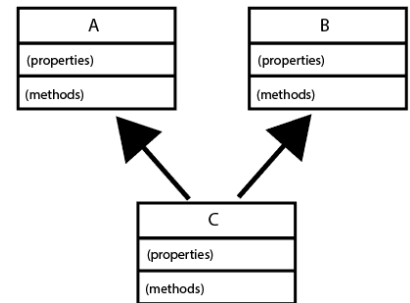 A
(properties)
(methods)
B
(properties)
(methods)
C
(properties)
(methods)